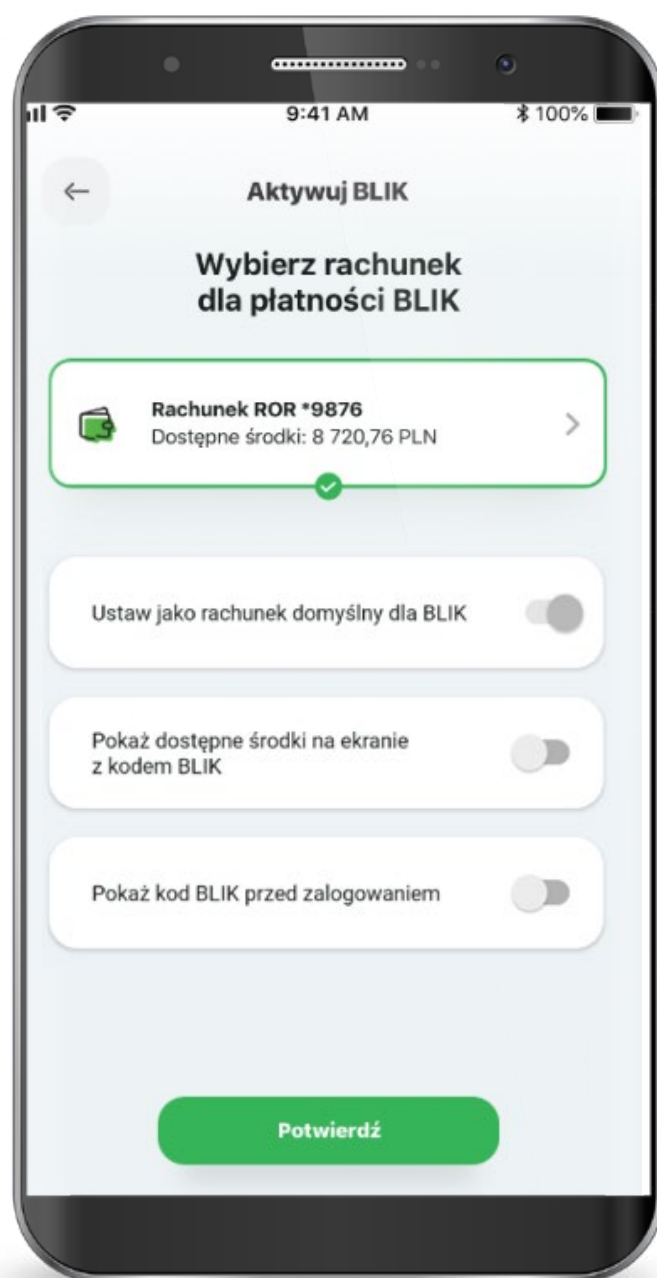 9:41 AM
100%
Aktywuj BLIK
Wybierz rachunek
dla płatności BLIK
Rachunek ROR *9876
Dostępne środki: 8 720,76 PLN
Ustaw jako rachunek domyślny dla BLIK
Pokaż dostępne środki na ekranie
z kodem BLIK
Pokaż kod BLIK przed zalogowaniem
Potwierdź